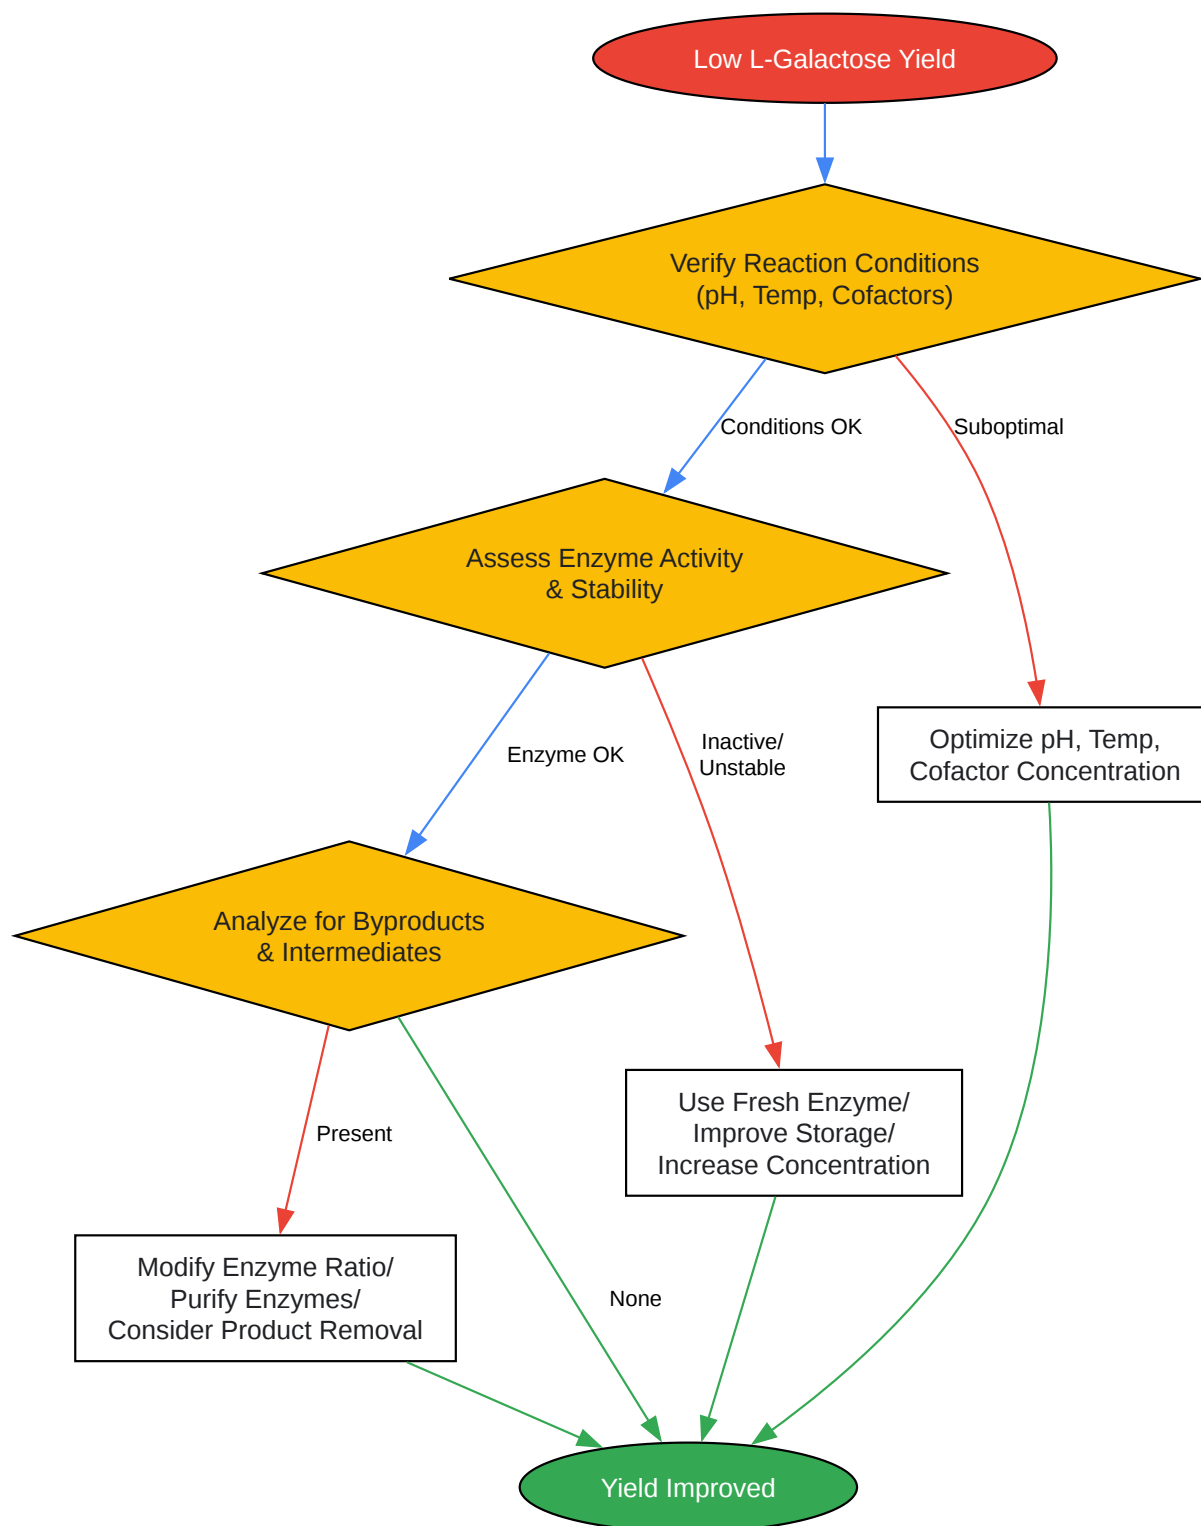 Low L-Galactose Yield
Verify Reaction Conditions
(pH, Temp, Cofactors)
Conditions OK
Suboptimal
Assess Enzyme Activity
& Stability
Enzyme OK
Inactive/
Unstable
Optimize pH, Temp,
Cofactor Concentration
Analyze for Byproducts
& Intermediates
Present
None
Use Fresh Enzyme/
Improve Storage/
Increase Concentration
Modify Enzyme Ratio/
Purify Enzymes/
Consider Product Removal
Yield Improved